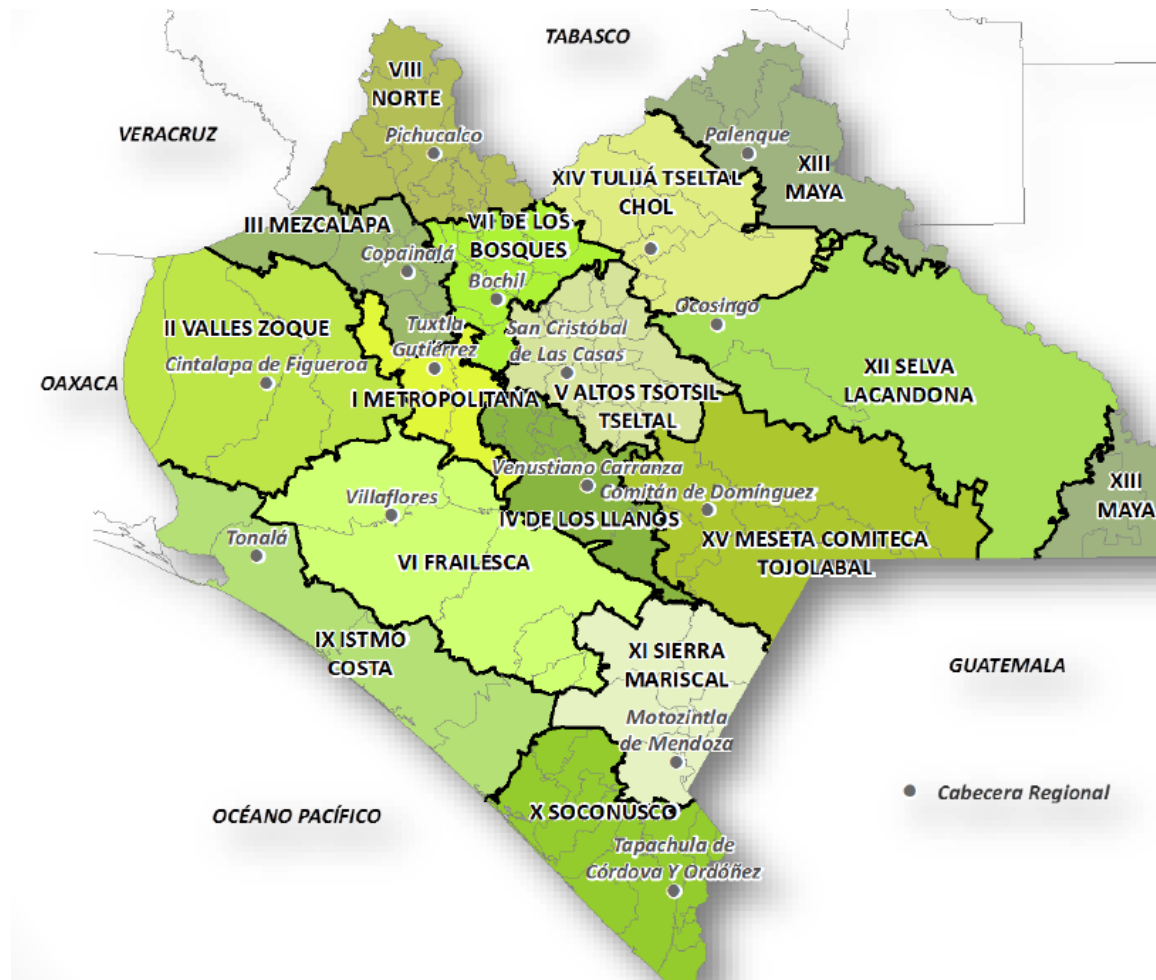 TABASCO
VIII
NORTE
VERACRUZ
Pichucalco
Palenque
XIII
MAYA
XIV TULIJÁ TSELTAL
CHOL
III MEZCALAPA
VII DE LOS
BOSQUES
Copainalá
Bochil
Ocosingo
II VALLES ZOQUE
Tuxtla
Gutiérrez
San Cristóbal
de Las Casas
Cintalapa de Figueroa
OAXACA
XII SELVA
LACANDONA
I METROPOLITANA
V ALTOS TSOTSIL
TSELTAL
Venustiano Carranza
Villaflores
Comitán de Domínguez
XIII
MAYA
IV DE LOS LLANOS
Tonalá
XV MESETA COMITECA
TOJOLABAL
VI FRAILESCA
IX ISTMO
COSTA
XI SIERRA
MARISCAL
GUATEMALA
Motozintla
de Mendoza
Cabecera Regional
OCÉANO PACÍFICO
X SOCONUSCO
Tapachula de
Córdova Y Ordóñez